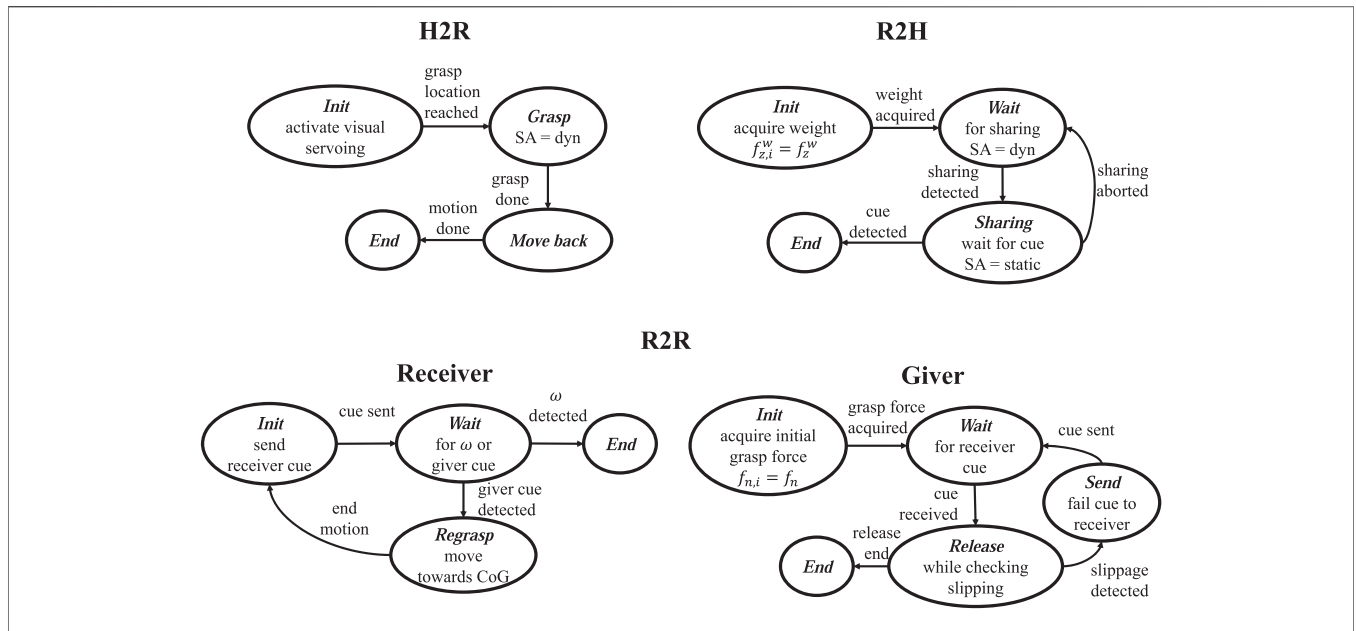 H2R
Init
activate visual
servoing
grasp
location
reached
Grasp
SA = dyn
grasp
done
Move back
motion
done
End
R2H
Init
acquire weight
f_{z,i}^w = f_z^w
weight
acquired
Wait
for sharing
SA = dyn
sharing
detected
sharing
aborted
Sharing
wait for cue
SA = static
cue
detected
End
R2R
Receiver
Init
send
receiver cue
cue sent
Wait
for ω or
giver cue
ω
detected
End
giver cue
detected
Regrasp
move
towards CoG
end
motion
Giver
Init
acquire initial
grasp force
f_{n,i} = f_n
grasp force
acquired
Wait
for receiver
cue
cue sent
Send
fail cue to
receiver
cue
received
Release
while checking
slipping
slippage
detected
release
end
End